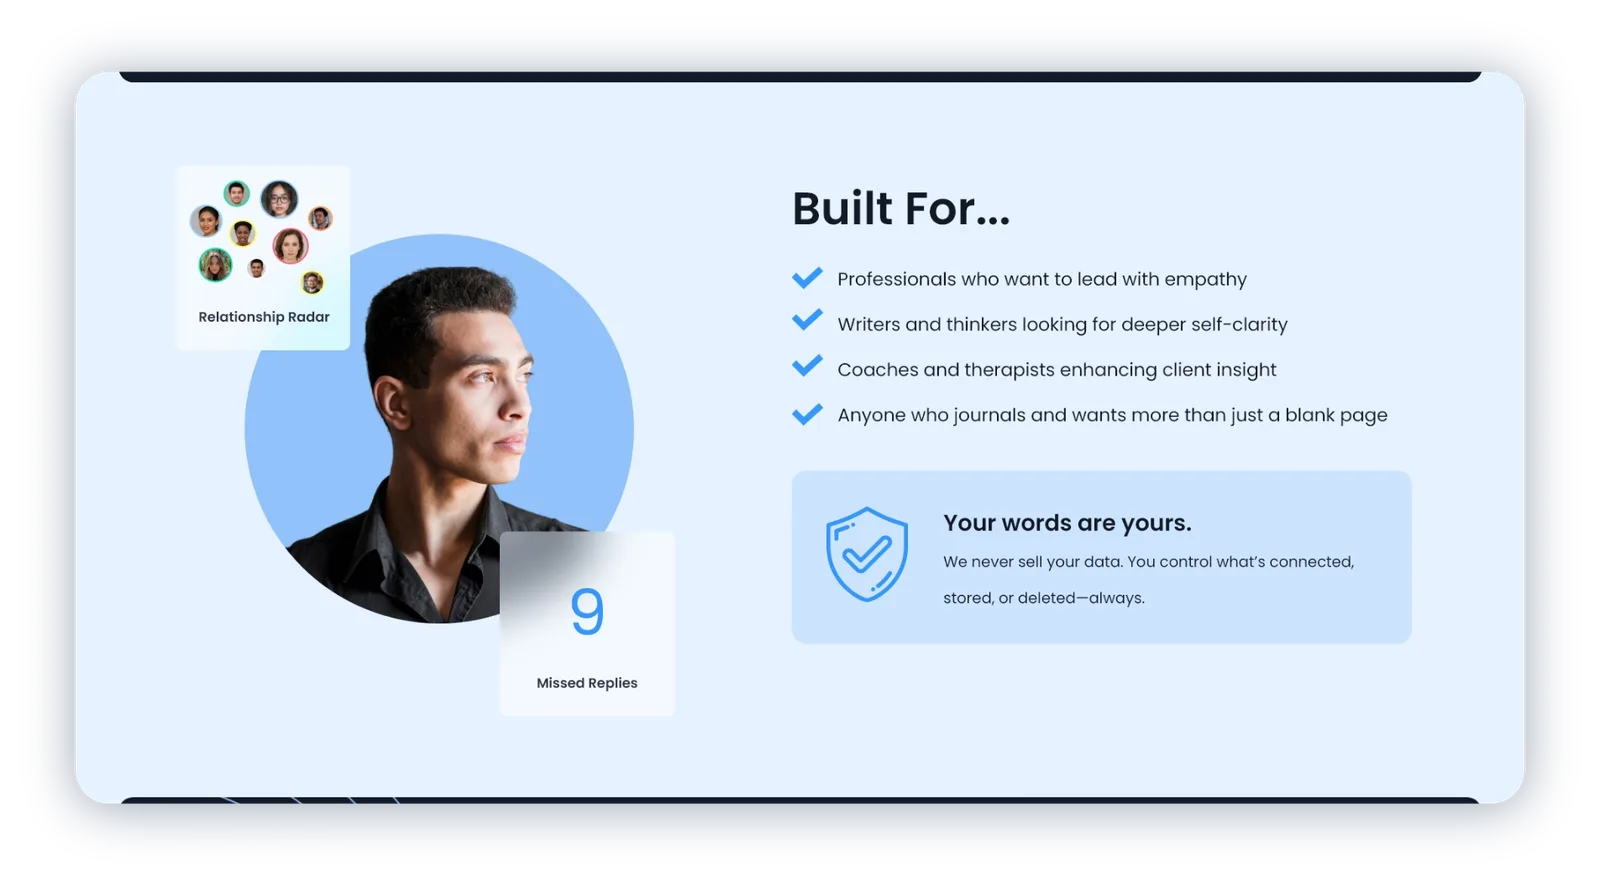 Relationship Radar
9
Missed Replies
Built For...
Professionals who want to lead with empathy
Writers and thinkers looking for deeper self-clarity
Coaches and therapists enhancing client insight
Anyone who journals and wants more than just a blank page
Your words are yours.
We never sell your data. You control what’s connected,
stored, or deleted—always.